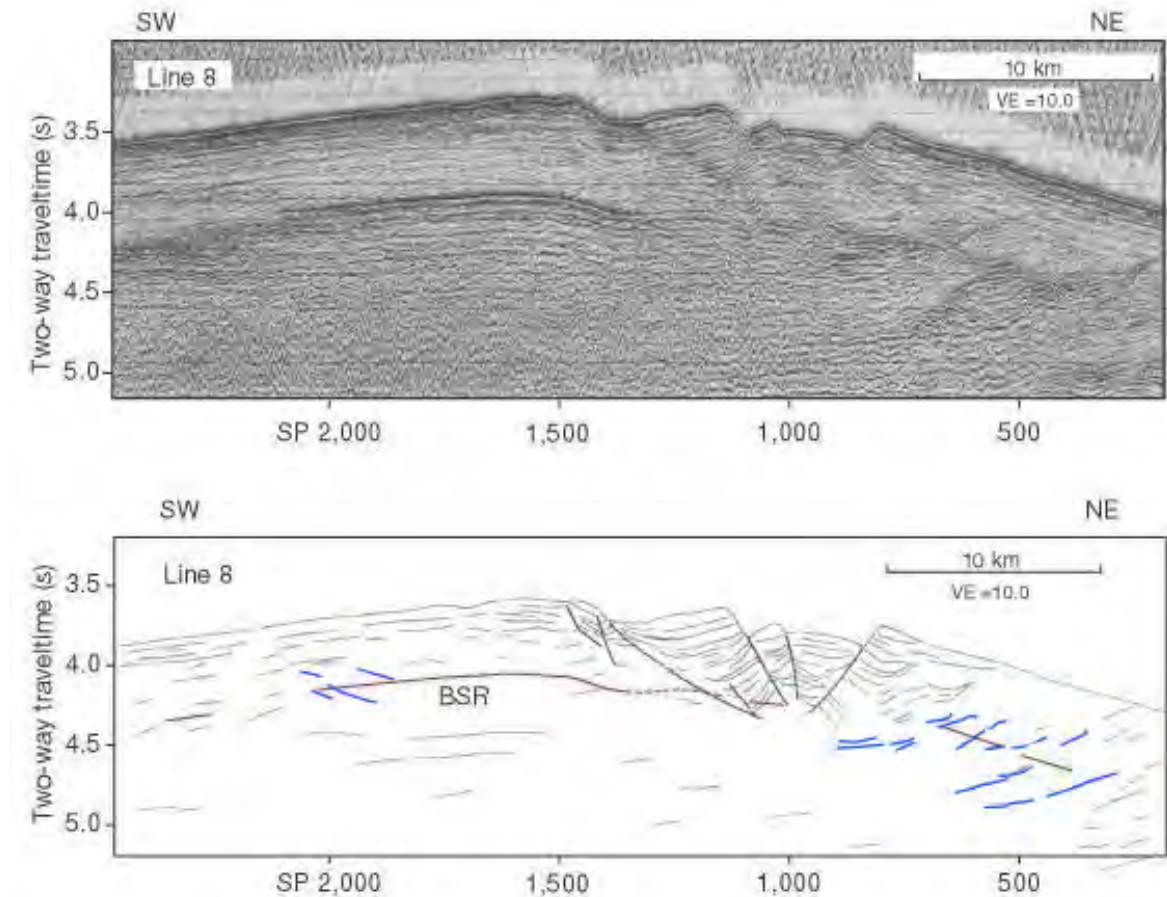 SW NE
Line 8
10 km
VE =10.0
Two-way traveltime (s)
3.5
4.0
4.5
5.0
SP 2,000 1,500 1,000 500
SW NE
Line 8
10 km
VE =10.0
Two-way traveltime (s)
3.5
4.0
BSR
4.5
5.0
SP 2,000 1,500 1,000 500